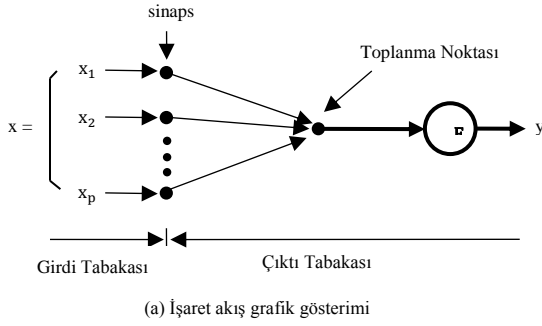 sinaps
Toplanma Noktası
x1
x2
x =
xp
F
y
Girdi Tabakası
Çıktı Tabakası
(a) İşaret akış grafik gösterimi